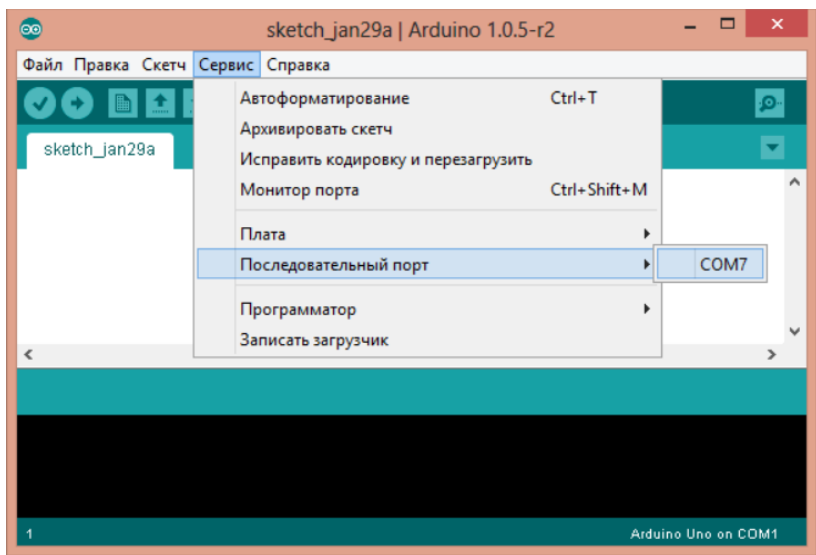 sketch_jan29a | Arduino 1.0.5-r2
Файл Правка Скетч Сервис Справка
Автоформатирование Ctrl+T
Архивировать скетч
sketch_jan29a
Исправить кодировку и перезагрузить
Монитор порта Ctrl+Shift+M
Плата
Последовательный порт COM7
Программатор
Записать загрузчик
1 Arduino Uno on COM1